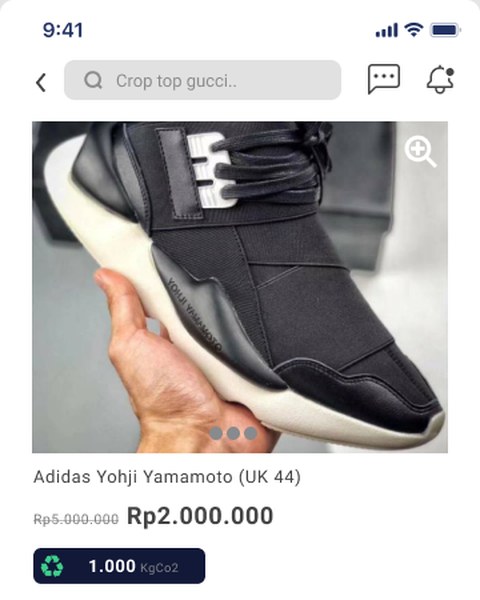 9:41
Crop top gucci..
YOHJI YAMAMOTO
Adidas Yohji Yamamoto (UK 44)
Rp5.000.000 Rp2.000.000
1.000 KgCo2